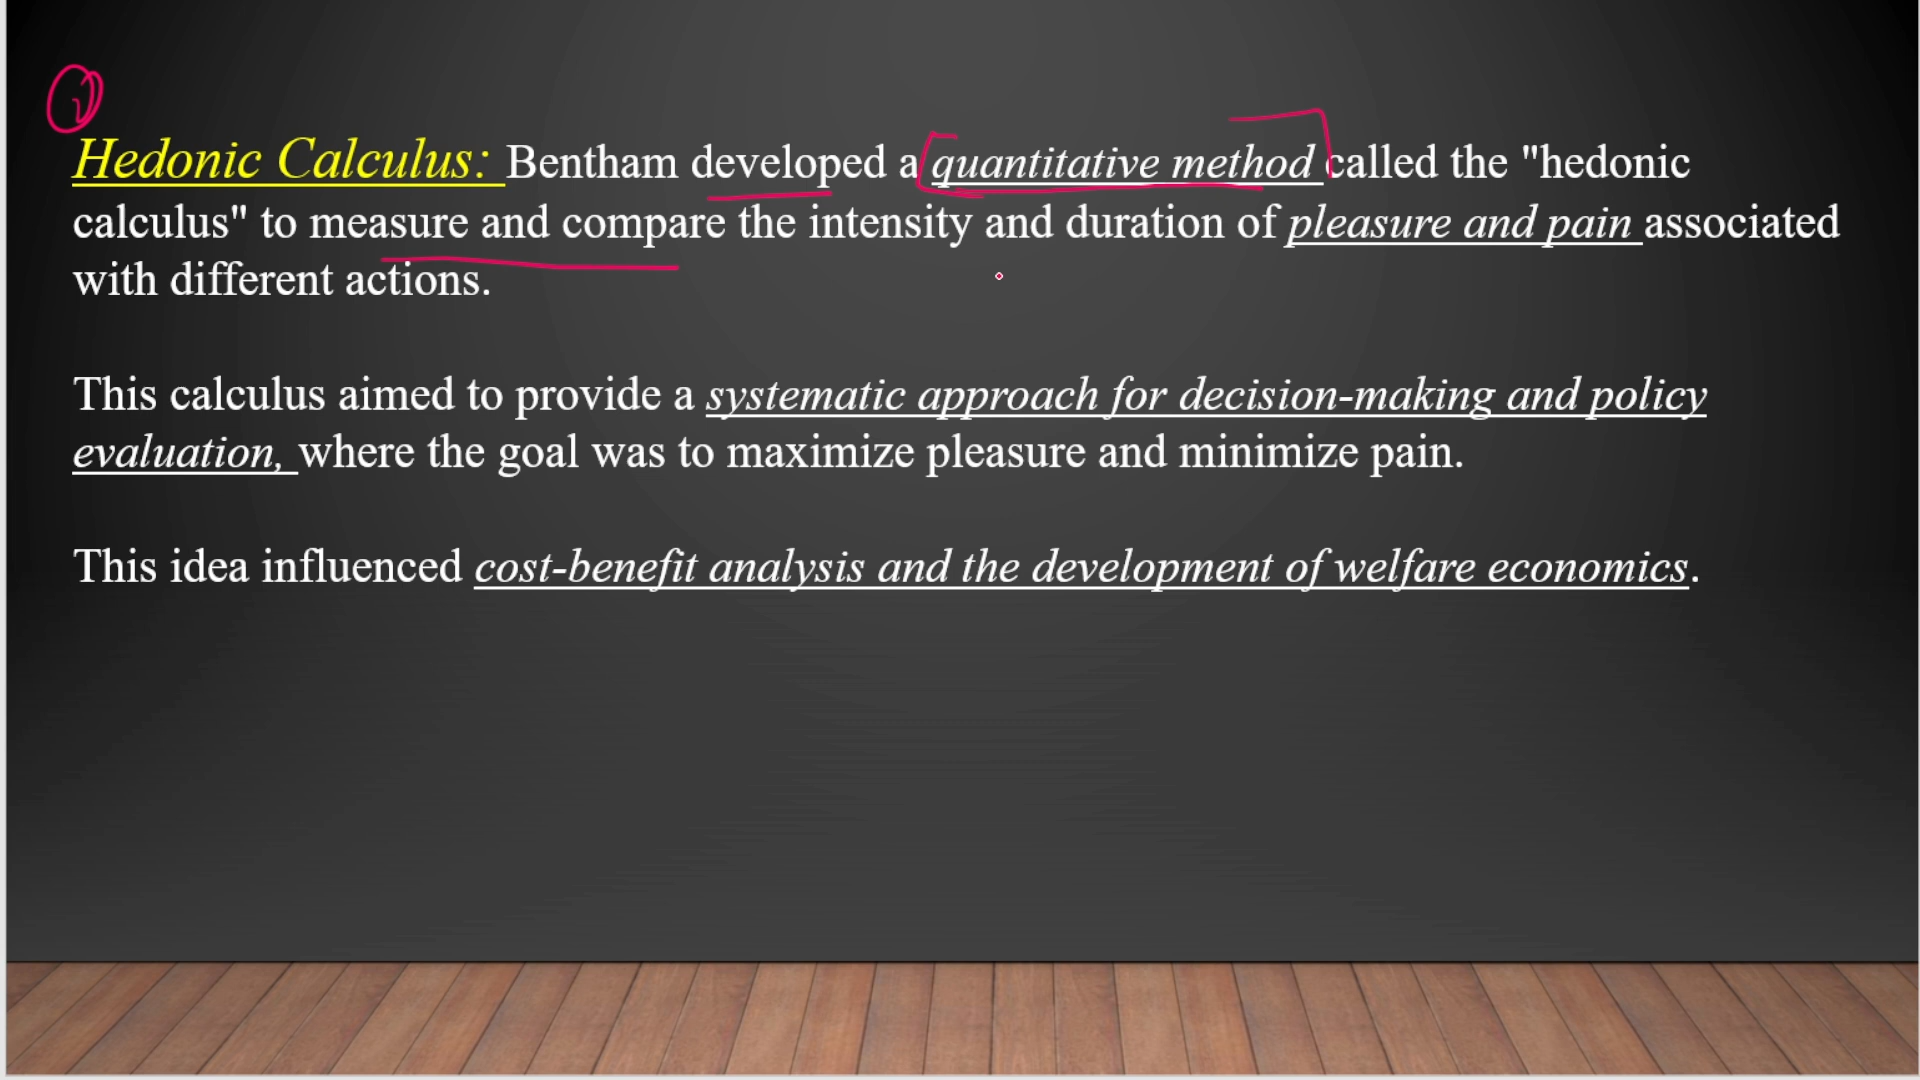 Hedonic Calculus: Bentham developed a quantitative method called the "hedonic
calculus" to measure and compare the intensity and duration of pleasure and pain associated
with different actions.
This calculus aimed to provide a systematic approach for decision-making and policy
evaluation, where the goal was to maximize pleasure and minimize pain.
This idea influenced cost-benefit analysis and the development of welfare economics.